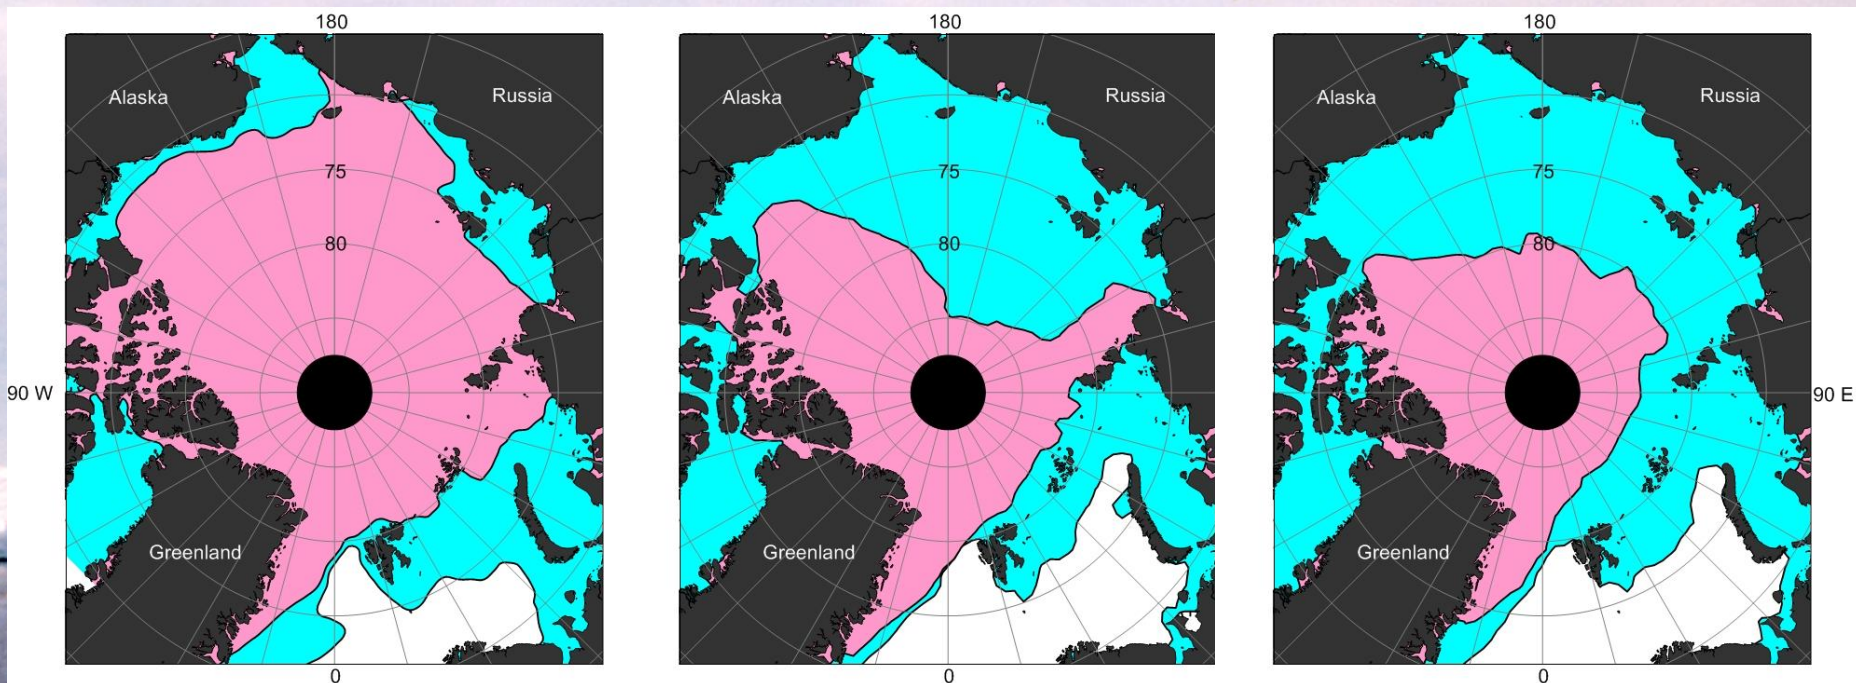 180 180 180
Alaska Russia Alaska Russia Alaska Russia
75 75 75
80 80 80
90 W 90 E
Greenland Greenland Greenland
0 0 0